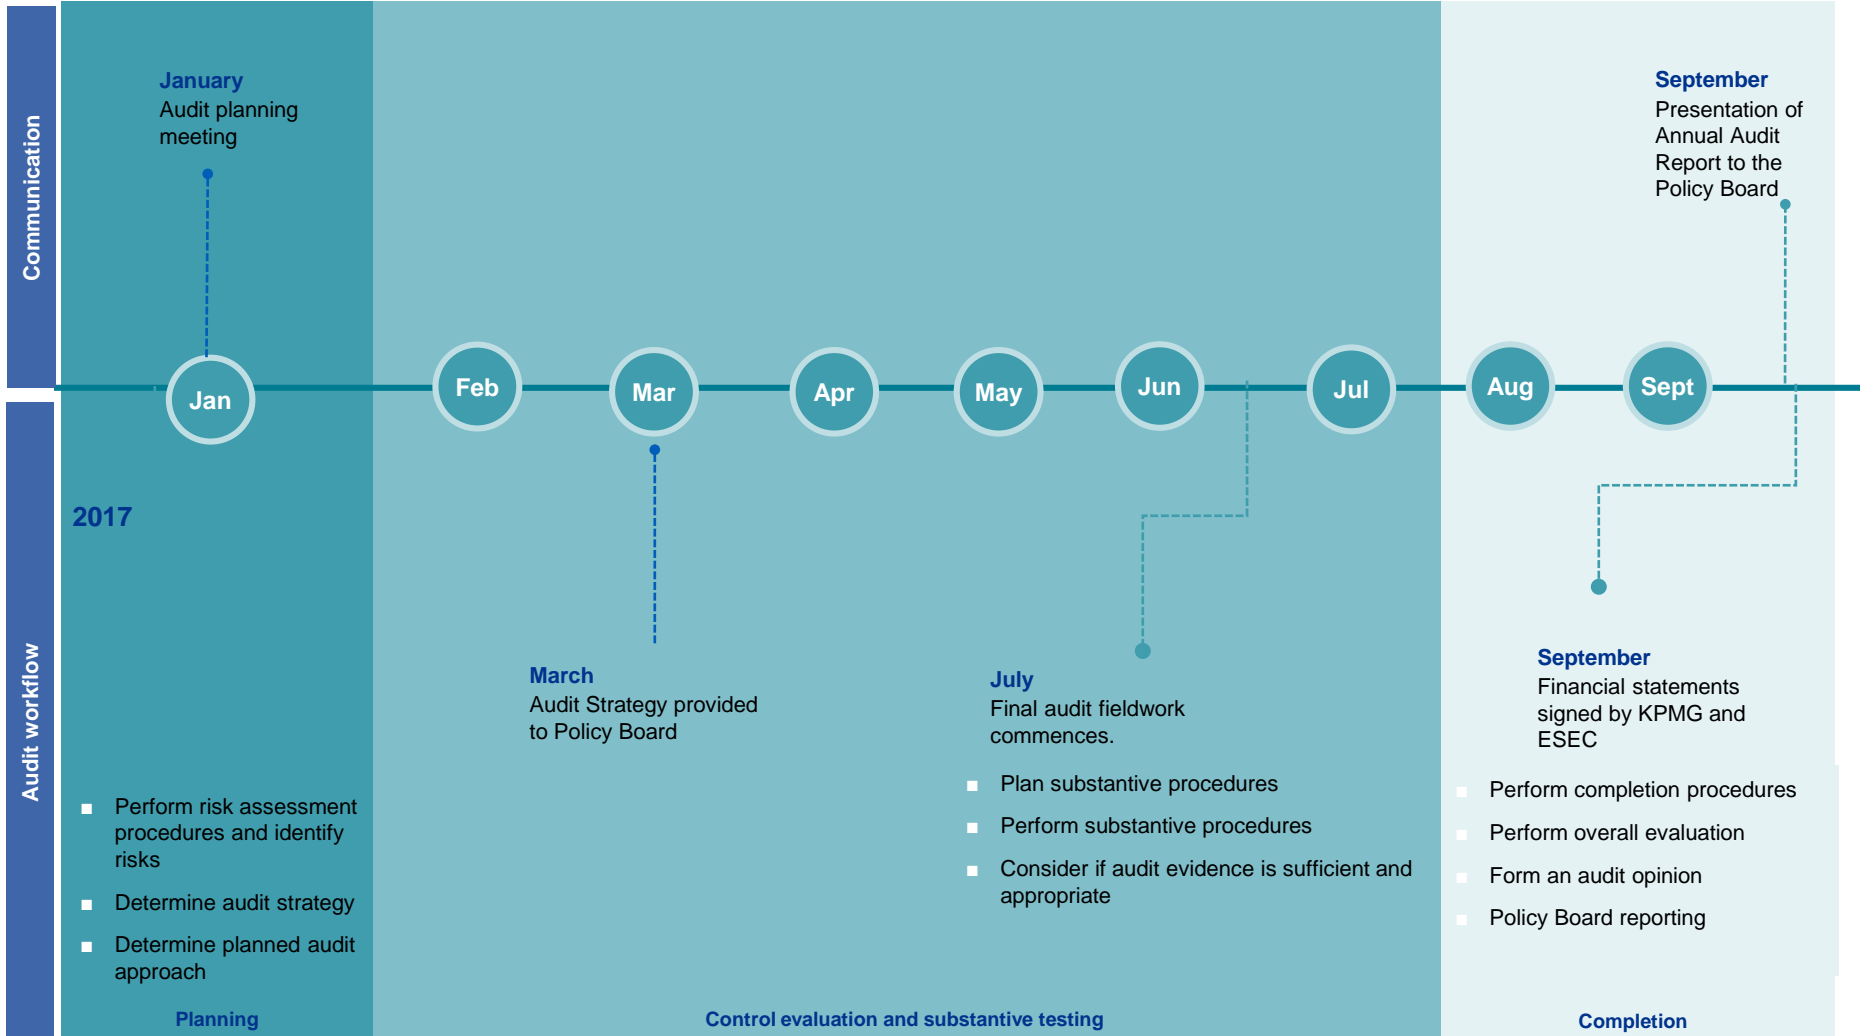 Communication
January
Audit planning
meeting
September
Presentation of
Annual Audit
Report to the
Policy Board
Jan
Feb
Mar
Apr
May
Jun
Jul
Aug
Sept
Audit workflow
2017
March
Audit Strategy provided
to Policy Board
July
Final audit fieldwork
commences.
September
Financial statements
signed by KPMG and
ESEC
■ Perform risk assessment
procedures and identify
risks
■ Determine audit strategy
■ Determine planned audit
approach
■ Plan substantive procedures
■ Perform substantive procedures
■ Consider if audit evidence is sufficient and
appropriate
■ Perform completion procedures
■ Perform overall evaluation
■ Form an audit opinion
■ Policy Board reporting
Planning
Control evaluation and substantive testing
Completion